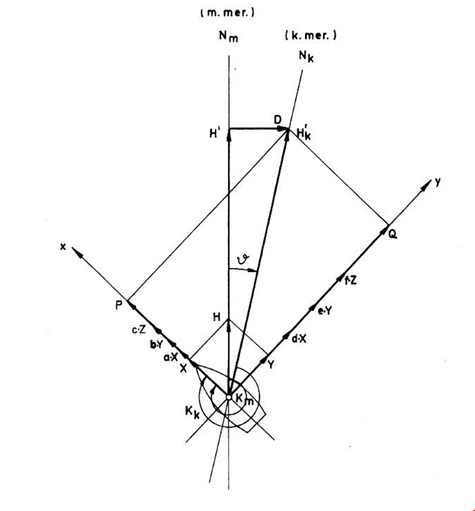 (m. mer.)
Nm
(k. mer.)
Nk
D
H'
H'k
y
x
Q
ϑ
P
f·Z
c·Z
e·Y
H
b·Y
d·X
a·X
X
Y
Km
Kk